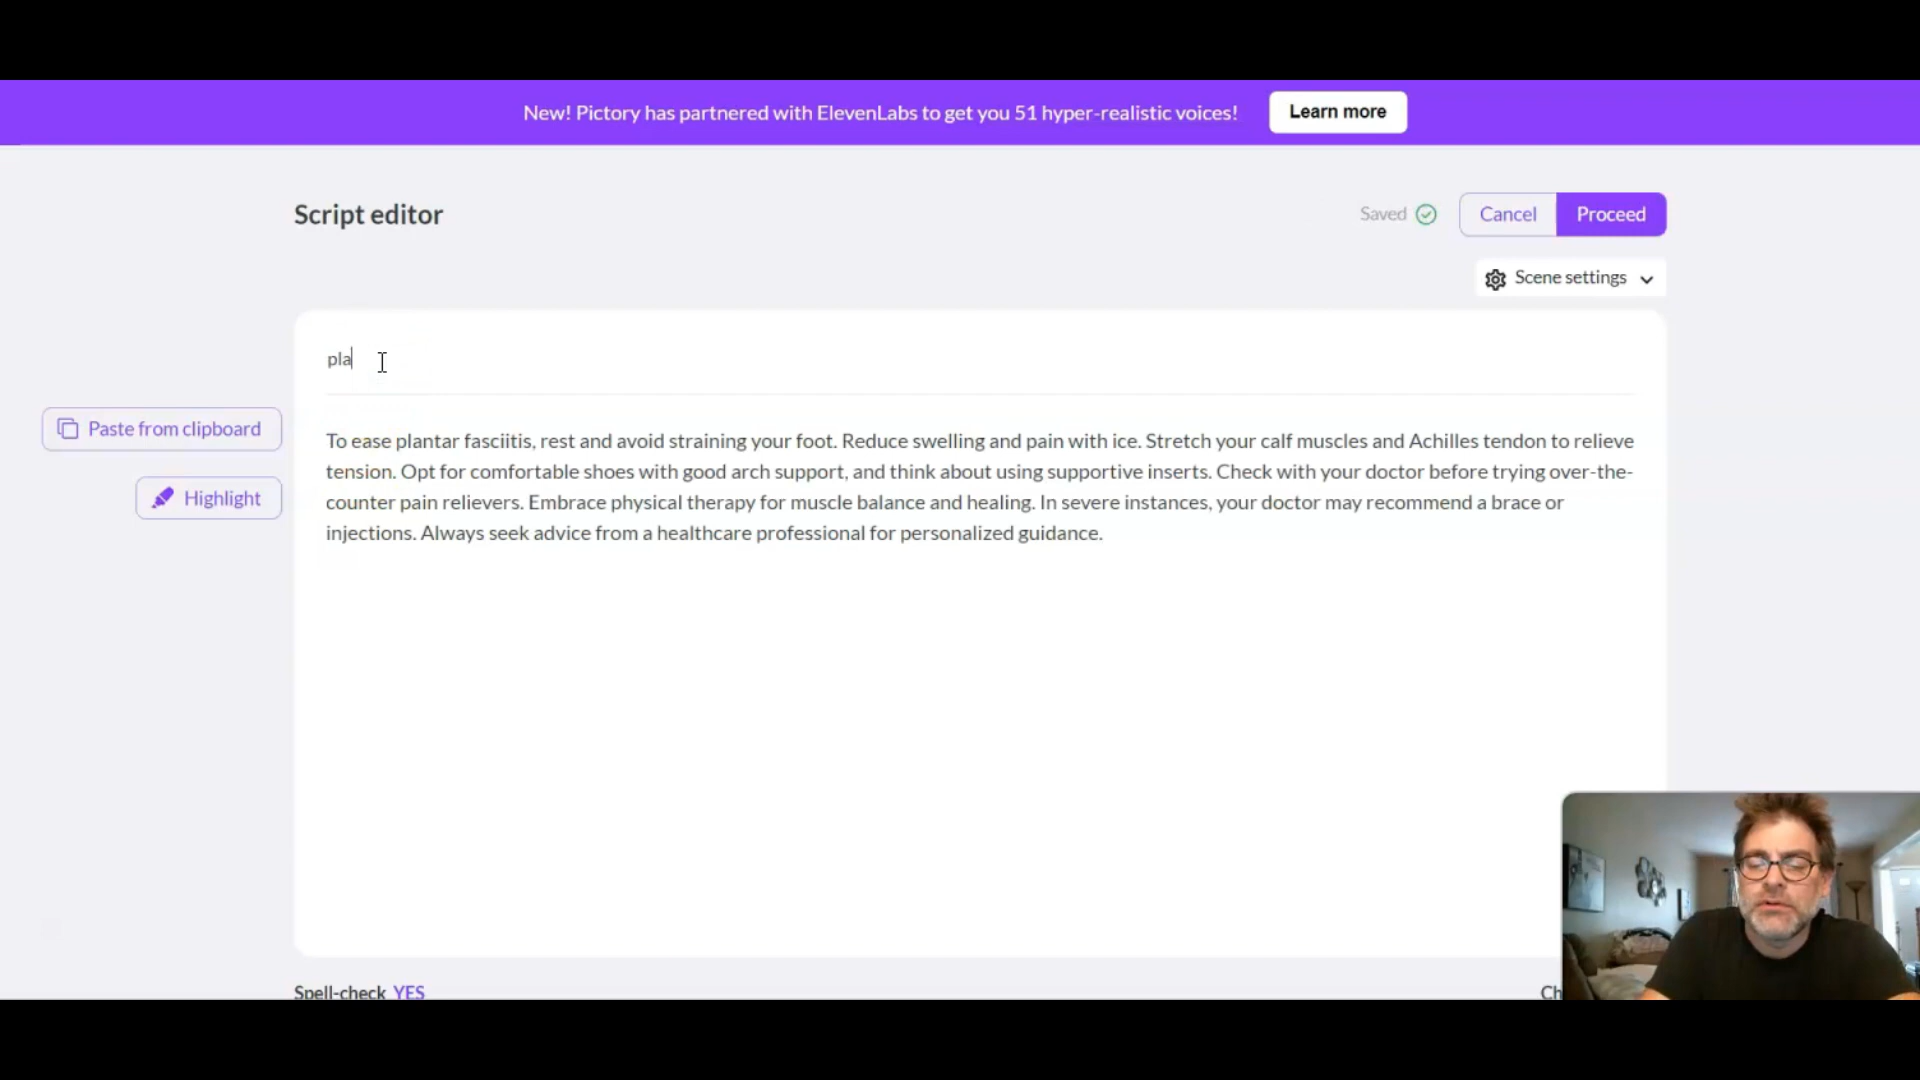 New! Pictory has partnered with ElevenLabs to get you 51 hyper-realistic voices!
Learn more
Script editor
Saved
Cancel
Proceed
Scene settings
pla
Paste from clipboard
Highlight
To ease plantar fasciitis, rest and avoid straining your foot. Reduce swelling and pain with ice. Stretch your calf muscles and Achilles tendon to relieve
tension. Opt for comfortable shoes with good arch support, and think about using supportive inserts. Check with your doctor before trying over-the-
counter pain relievers. Embrace physical therapy for muscle balance and healing. In severe instances, your doctor may recommend a brace or
injections. Always seek advice from a healthcare professional for personalized guidance.
Spell-check YES